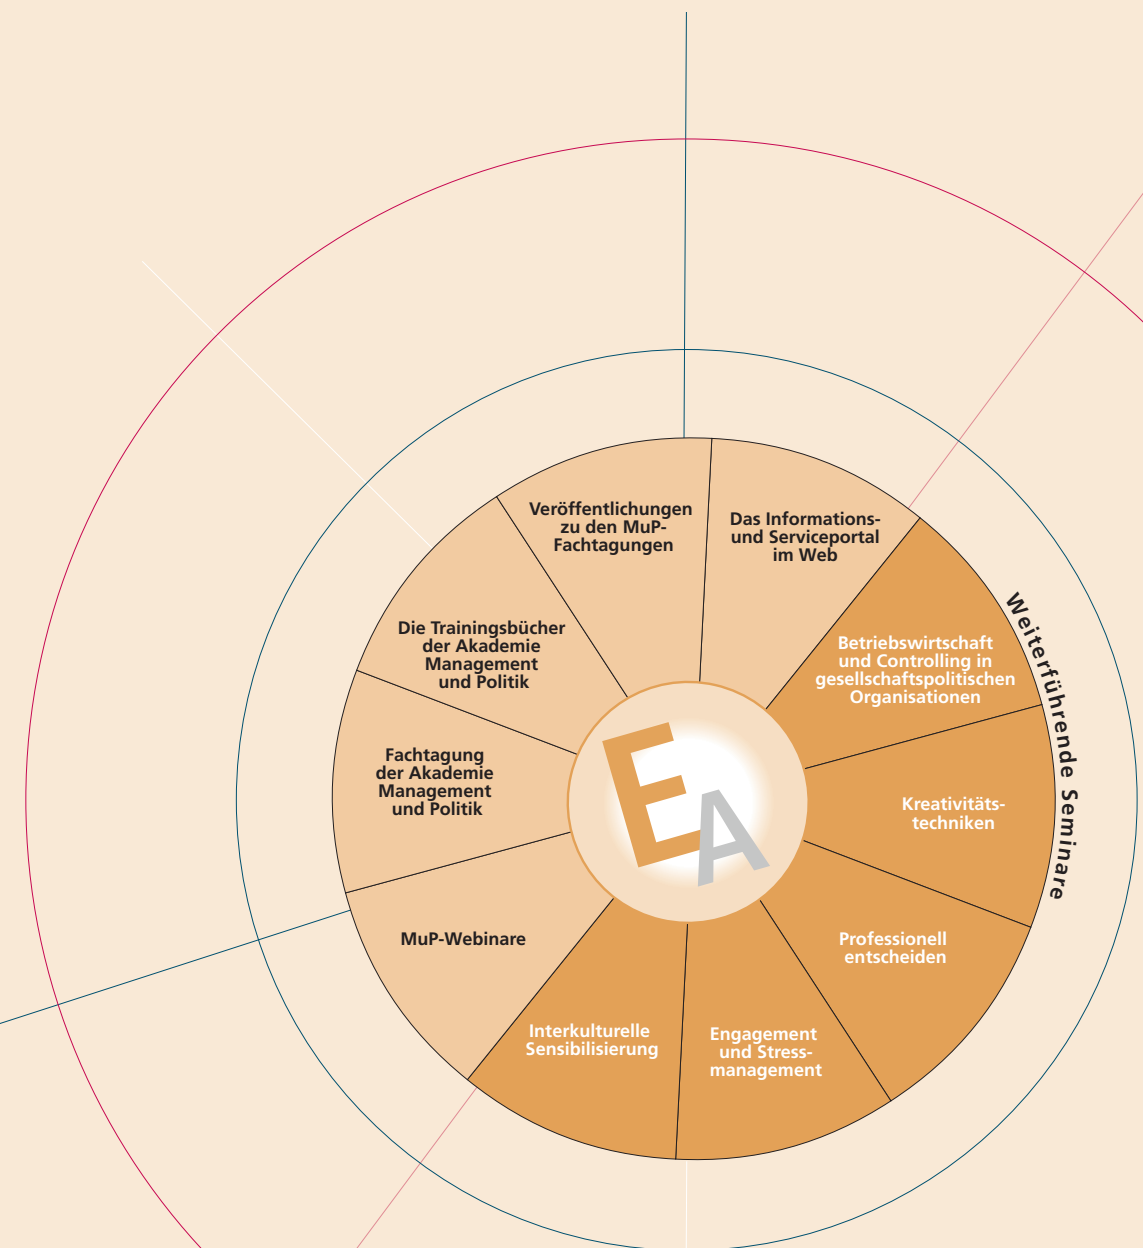 Veröffentlichungen
zu den MuP-
Fachtagungen
Das Informations-
und Serviceportal
im Web
Betriebswirtschaft
und Controlling in
gesellschaftspolitischen
Organisationen
Weiterführende Seminare
Kreativitäts-
techniken
Professionell
entscheiden
Engagement
und Stress-
management
Interkulturelle
Sensibilisierung
MuP-Webinare
Fachtagung
der Akademie
Management
und Politik
Die Trainingsbücher
der Akademie
Management
und Politik
EA